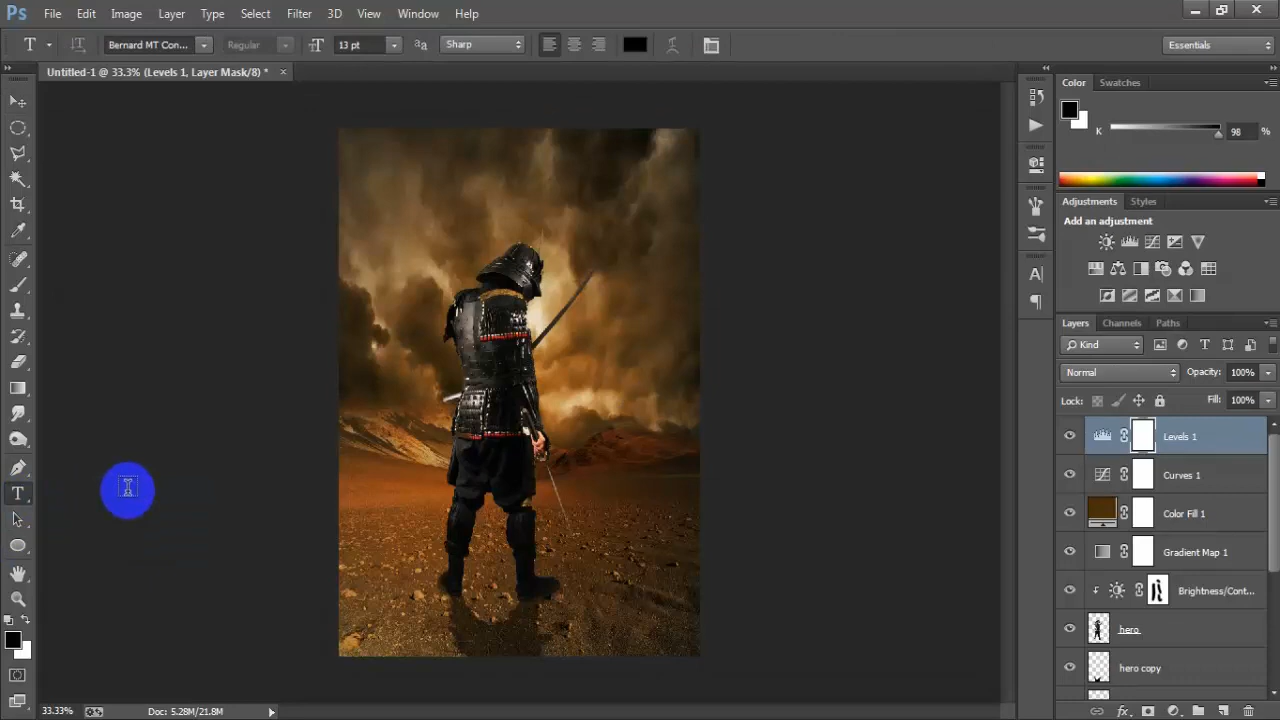 Ps File Edit Image Layer Type Select Filter 3D View Window Help
T Bernard MT Con... Regular 13 pt Sharp Essentials
Untitled-1 @ 33.3% (Levels 1, Layer Mask/8) *
Color Swatches
K 98 %
Adjustments Styles
Add an adjustment
Layers Channels Paths
Kind
Normal Opacity: 100%
Lock: Fill: 100%
Levels 1
Curves 1
Color Fill 1
Gradient Map 1
Brightness/Cont...
hero
hero copy
33.33% Doc: 5.28M/21.8M